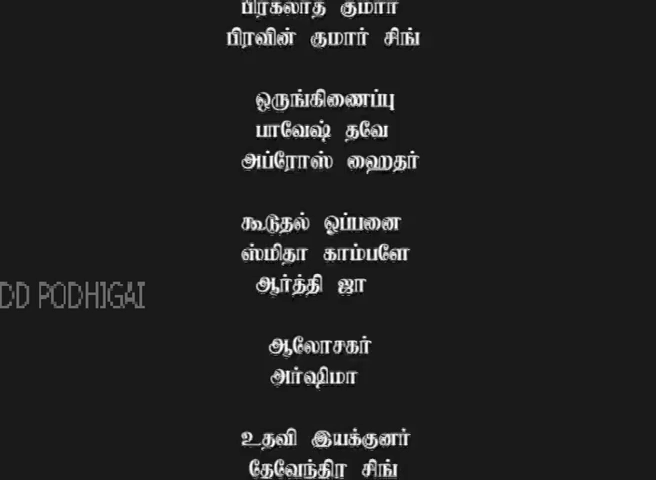 பிரகலாத் குமார்
பிரவின் குமார் சிங்
ஒருங்கிணைப்பு
பாவேஷ் தவே
அப்ரோஸ் ஹைதர்
கூடுதல் ஒப்பனை
ஸ்மிதா காம்பளே
ஆர்த்தி ஜா
DD PODHIGAI
ஆலோசகர்
அர்ஷிமா
உதவி இயக்குனர்
தேவேந்திர சிங்